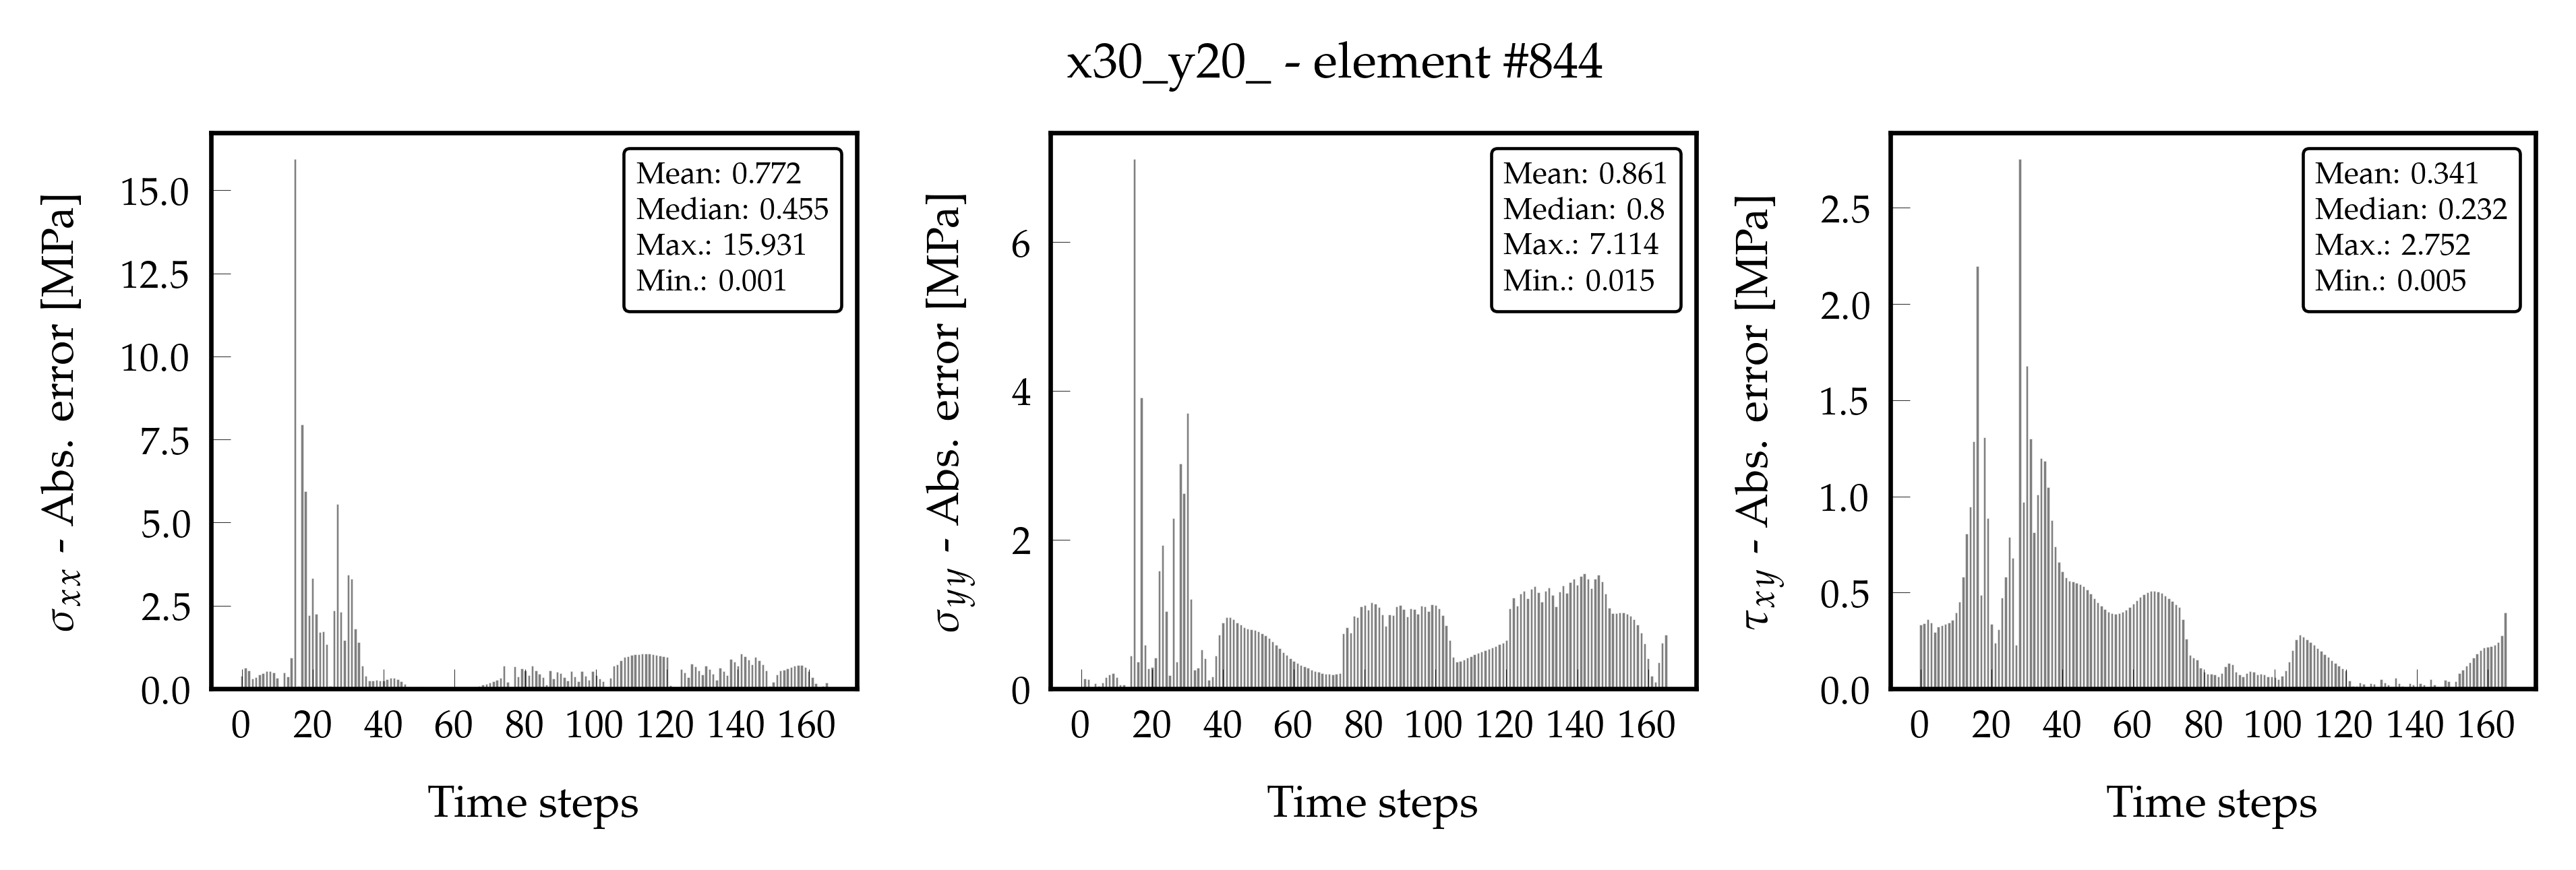 x30_y20_ - element #844
σxx - Abs. error [MPa]
15.0
12.5
10.0
7.5
5.0
2.5
0.0
Mean: 0.772
Median: 0.455
Max.: 15.931
Min.: 0.001
0 20 40 60 80 100 120 140 160
Time steps
σyy - Abs. error [MPa]
6
4
2
0
Mean: 0.861
Median: 0.8
Max.: 7.114
Min.: 0.015
0 20 40 60 80 100 120 140 160
Time steps
τxy - Abs. error [MPa]
2.5
2.0
1.5
1.0
0.5
0.0
Mean: 0.341
Median: 0.232
Max.: 2.752
Min.: 0.005
0 20 40 60 80 100 120 140 160
Time steps